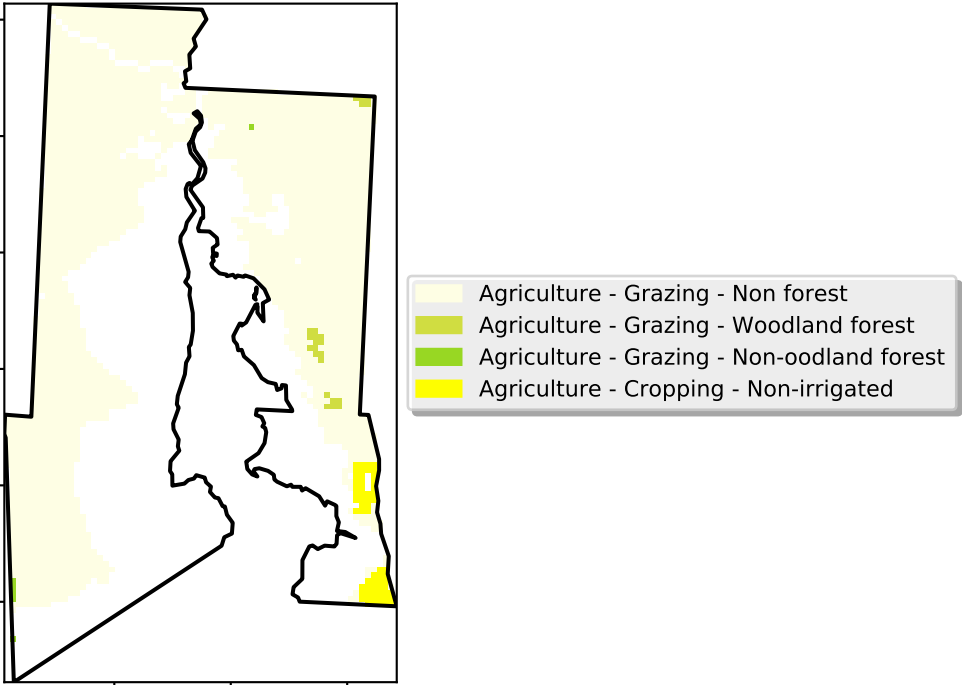 Agriculture - Grazing - Non forest
Agriculture - Grazing - Woodland forest
Agriculture - Grazing - Non-oodland forest
Agriculture - Cropping - Non-irrigated